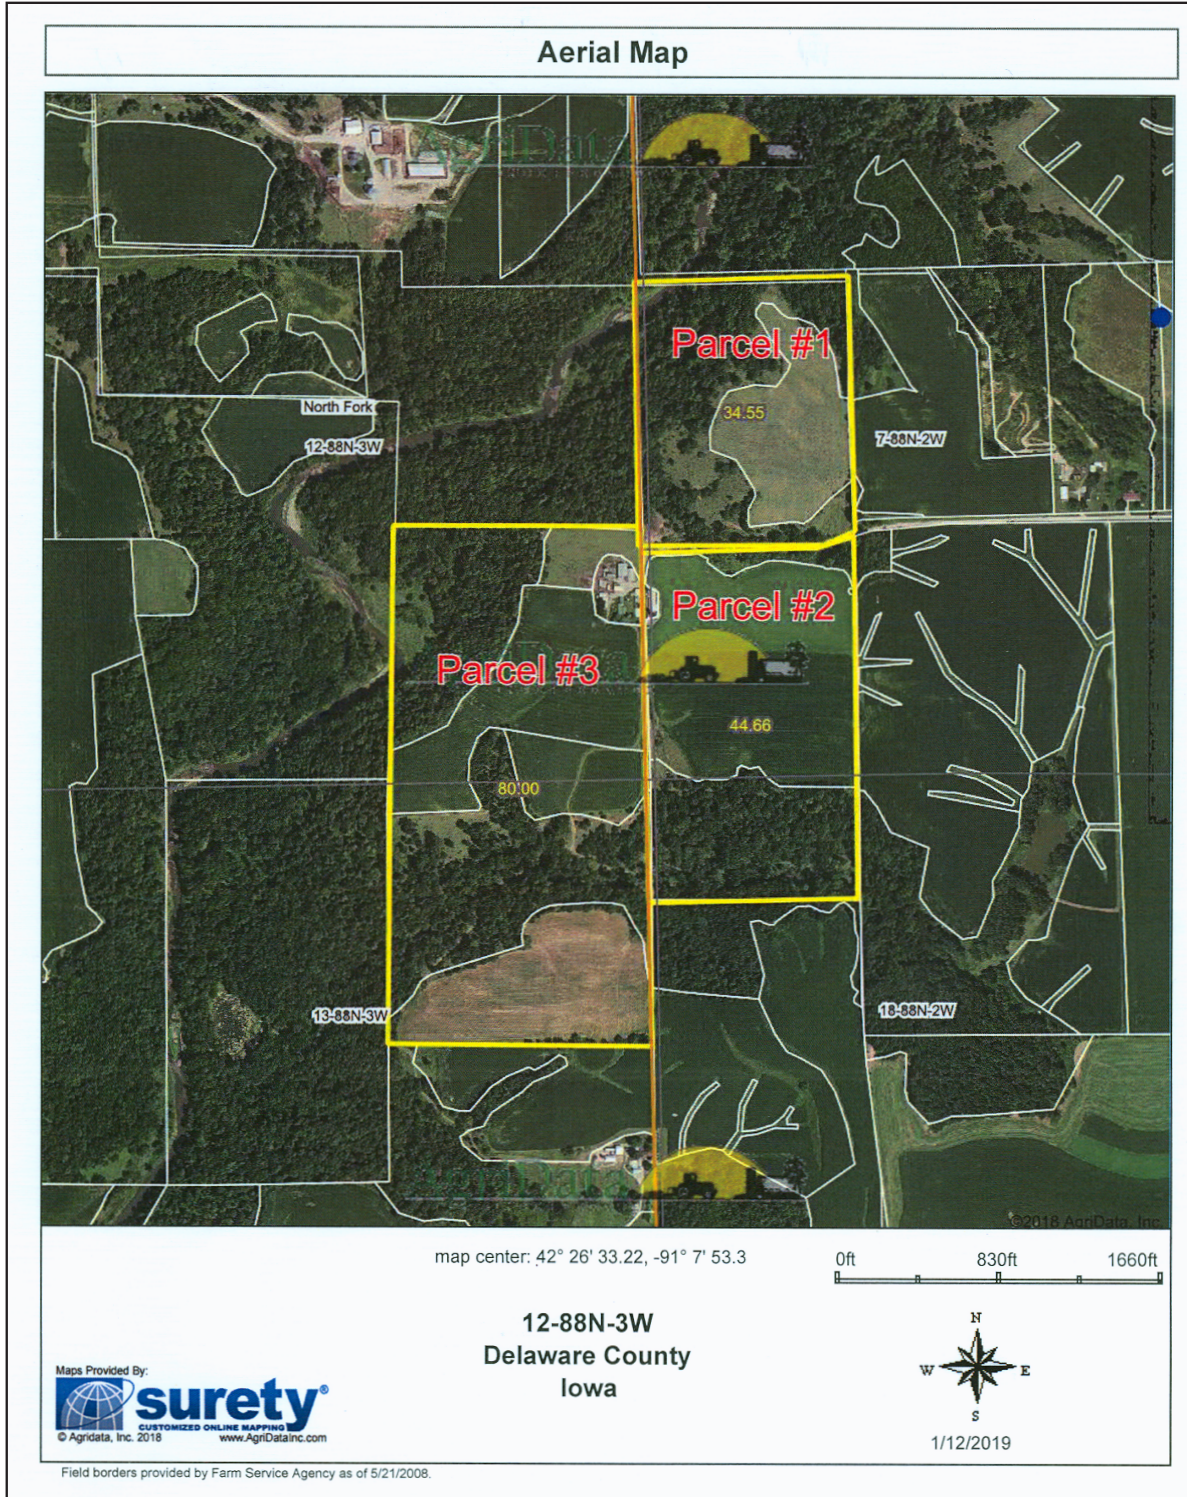 Aerial Map
AgriData
Parcel #1
34.55
North Fork
7-88N-2W
12-88N-3W
Parcel #2
Parcel #3
44.66
80.00
13-88N-3W
18-88N-2W
AgriData
©2018 AgriData, Inc.
map center: 42° 26' 33.22, -91° 7' 53.3
0ft 830ft 1660ft
12-88N-3W
Delaware County
Iowa
N
W E
S
1/12/2019
Maps Provided By:
surety®
CUSTOMIZED ONLINE MAPPING
© Agridata, Inc. 2018 www.AgriDataInc.com
Field borders provided by Farm Service Agency as of 5/21/2008.